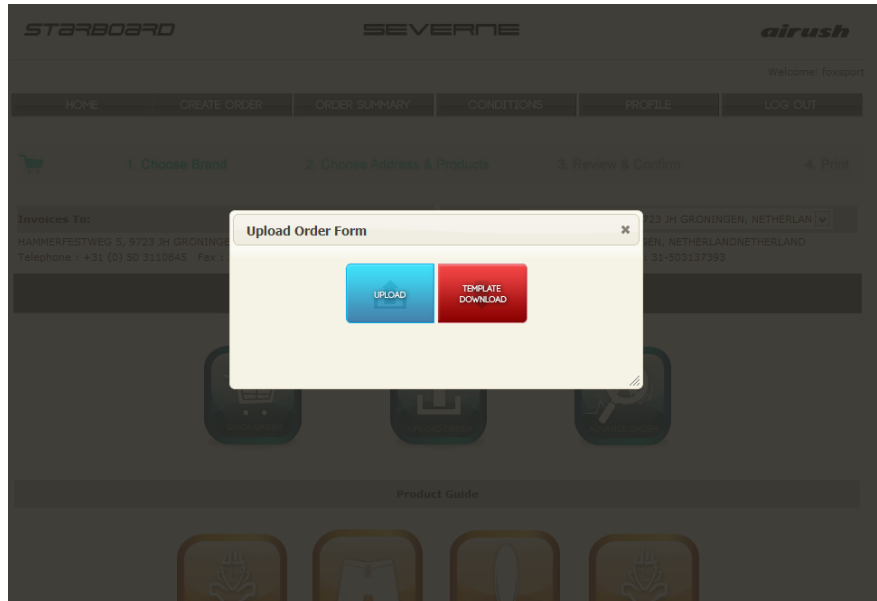 STARBOARD SEVERNE airush
Welcome: foxsport
HOME CREATE ORDER ORDER SUMMARY CONDITIONS PROFILE LOG OUT
1. Choose Brand 2. Choose Address & Products 3. Review & Confirm 4. Print
Invoices To: 723 JH GRONINGEN, NETHERLAN
HAMMERFESTWEG 5, 9723 JH GRONINGE GEN, NETHERLANDNETHERLAND
Telephone : +31 (0) 50 3110845 Fax : : 31-503137393
Upload Order Form
UPLOAD TEMPLATE
DOWNLOAD
UPLOAD ORDER
Product Guide